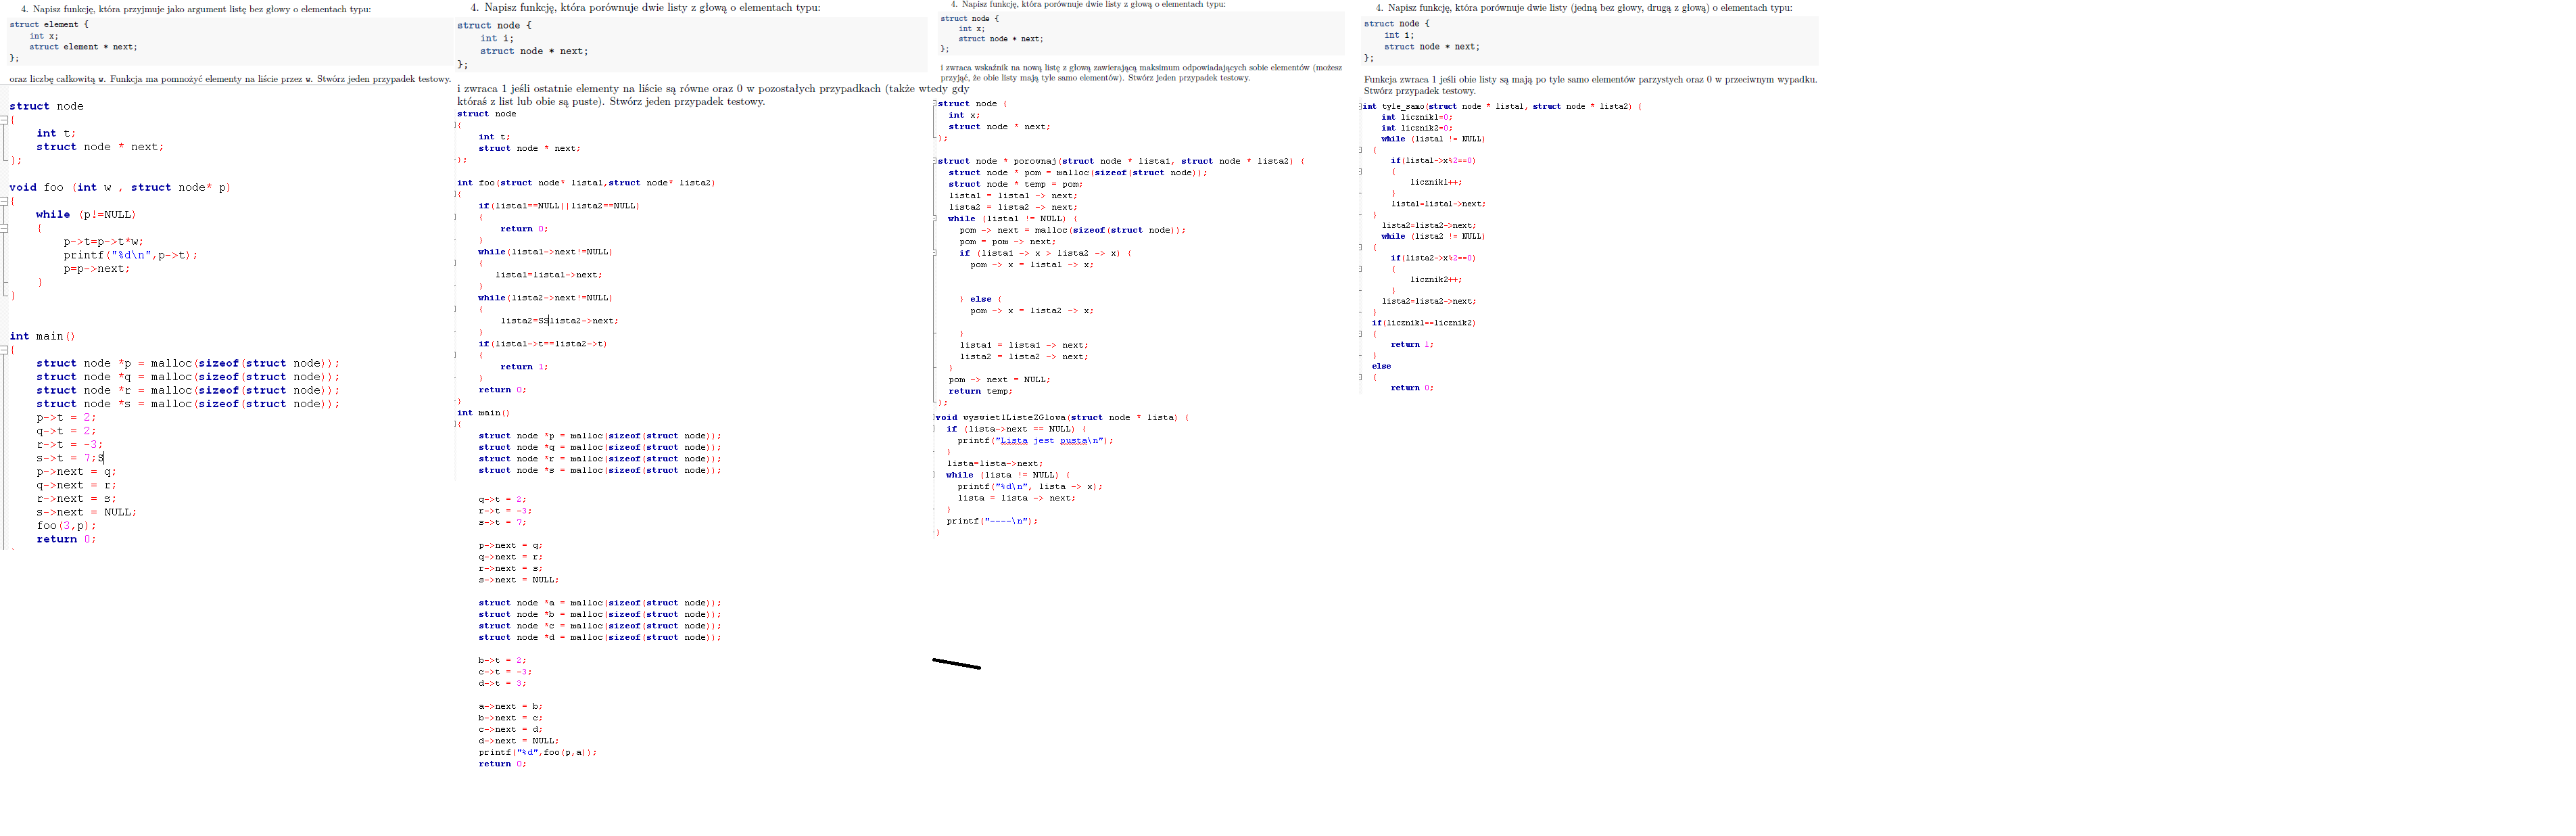 4. Napisz funkcję, która przyjmuje jako argument listę bez głowy o elementach typu:
struct element {
int x;
struct element * next;
};
oraz liczbę całkowitą w. Funkcja ma pomnożyć elementy na liście przez w. Stwórz jeden przypadek testowy.
struct node
{
int t;
struct node * next;
};
void foo (int w , struct node* p)
{
while (p!=NULL)
{
p->t=p->t*w;
printf("%d\n",p->t);
p=p->next;
}
}
int main()
{
struct node *p = malloc(sizeof(struct node));
struct node *q = malloc(sizeof(struct node));
struct node *r = malloc(sizeof(struct node));
struct node *s = malloc(sizeof(struct node));
p->t = 2;
q->t = 2;
r->t = -3;
s->t = 7;S
p->next = q;
q->next = r;
r->next = s;
s->next = NULL;
foo(3,p);
return 0;
4. Napisz funkcję, która porównuje dwie listy z głową o elementach typu:
struct node {
int i;
struct node * next;
};
i zwraca 1 jeśli ostatnie elementy na liście są równe oraz 0 w pozostałych przypadkach (także wtedy gdy
któraś z list lub obie są puste). Stwórz jeden przypadek testowy.
struct node
{
int t;
struct node * next;
};
int foo(struct node* lista1,struct node* lista2)
{
if(lista1==NULL||lista2==NULL)
{
return 0;
}
while(lista1->next!=NULL)
{
lista1=lista1->next;
}
while(lista2->next!=NULL)
{
lista2=SSlista2->next;
}
if(lista1->t==lista2->t)
{
return 1;
}
return 0;
}
int main()
{
struct node *p = malloc(sizeof(struct node));
struct node *q = malloc(sizeof(struct node));
struct node *r = malloc(sizeof(struct node));
struct node *s = malloc(sizeof(struct node));
q->t = 2;
r->t = -3;
s->t = 7;
p->next = q;
q->next = r;
r->next = s;
s->next = NULL;
struct node *a = malloc(sizeof(struct node));
struct node *b = malloc(sizeof(struct node));
struct node *c = malloc(sizeof(struct node));
struct node *d = malloc(sizeof(struct node));
b->t = 2;
c->t = -3;
d->t = 3;
a->next = b;
b->next = c;
c->next = d;
d->next = NULL;
printf("%d",foo(p,a));
return 0;
4. Napisz funkcję, która porównuje dwie listy z głową o elementach typu:
struct node {
int x;
struct node * next;
};
i zwraca wskaźnik na nową listę z głową zawierającą maksimum odpowiadających sobie elementów (możesz
przyjąć, że obie listy mają tyle samo elementów). Stwórz jeden przypadek testowy.
struct node {
int x;
struct node * next;
};
struct node * porownaj(struct node * lista1, struct node * lista2) {
struct node * pom = malloc(sizeof(struct node));
struct node * temp = pom;
lista1 = lista1 -> next;
lista2 = lista2 -> next;
while (lista1 != NULL) {
pom -> next = malloc(sizeof(struct node));
pom = pom -> next;
if (lista1 -> x > lista2 -> x) {
pom -> x = lista1 -> x;
} else {
pom -> x = lista2 -> x;
}
lista1 = lista1 -> next;
lista2 = lista2 -> next;
}
pom -> next = NULL;
return temp;
};
void wyswietlListeZGlowa(struct node * lista) {
if (lista->next == NULL) {
printf("Lista jest pusta\n");
}
lista=lista->next;
while (lista != NULL) {
printf("%d\n", lista -> x);
lista = lista -> next;
}
printf("----\n");
}
4. Napisz funkcję, która porównuje dwie listy (jedną bez głowy, drugą z głową) o elementach typu:
struct node {
int i;
struct node * next;
};
Funkcja zwraca 1 jeśli obie listy są mają po tyle samo elementów parzystych oraz 0 w przeciwnym wypadku.
Stwórz przypadek testowy.
int tyle_samo(struct node * lista1, struct node * lista2) {
int licznik1=0;
int licznik2=0;
while (lista1 != NULL)
{
if(lista1->x%2==0)
{
licznik1++;
}
lista1=lista1->next;
}
lista2=lista2->next;
while (lista2 != NULL)
{
if(lista2->x%2==0)
{
licznik2++;
}
lista2=lista2->next;
}
if(licznik1==licznik2)
{
return 1;
}
else
{
return 0;